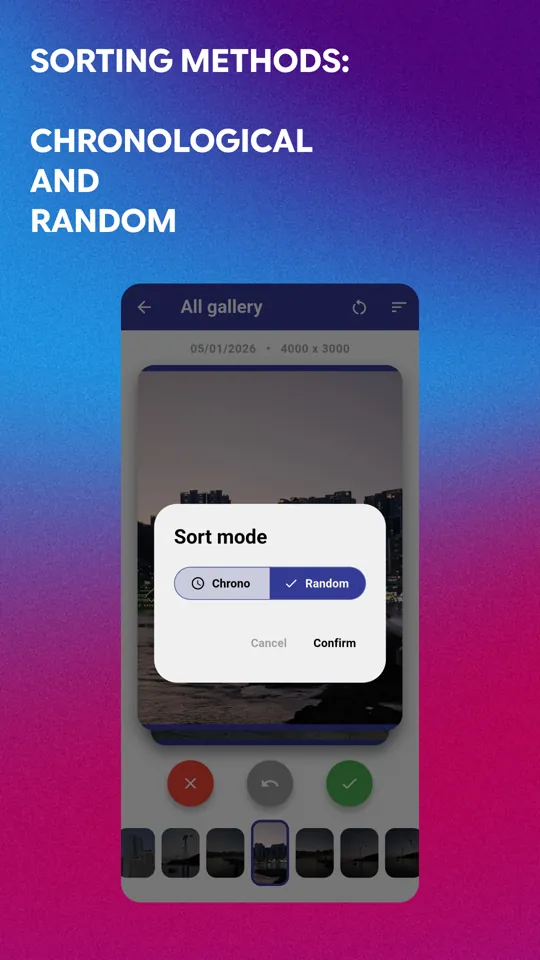 SORTING METHODS:
CHRONOLOGICAL
AND
RANDOM
All gallery
05/01/2026 • 4000 x 3000
Sort mode
Chrono Random
Cancel Confirm